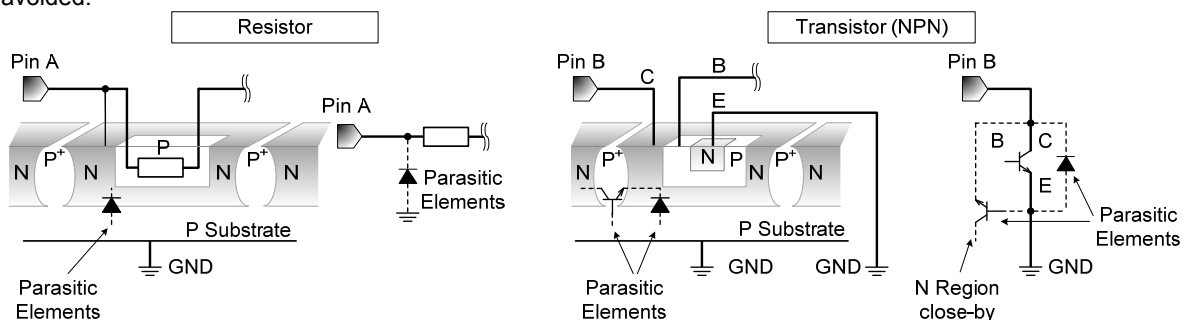 avoided.
Resistor
Transistor (NPN)
Pin A
Pin A
N
P+
N
P
N
P+
N
Parasitic
Elements
P Substrate
GND
Parasitic
Elements
Pin B
C
B
E
N
P+
N
N
P
P+
N
P Substrate
GND
GND
Parasitic
Elements
Pin B
B
C
E
Parasitic
Elements
GND
N Region
close-by